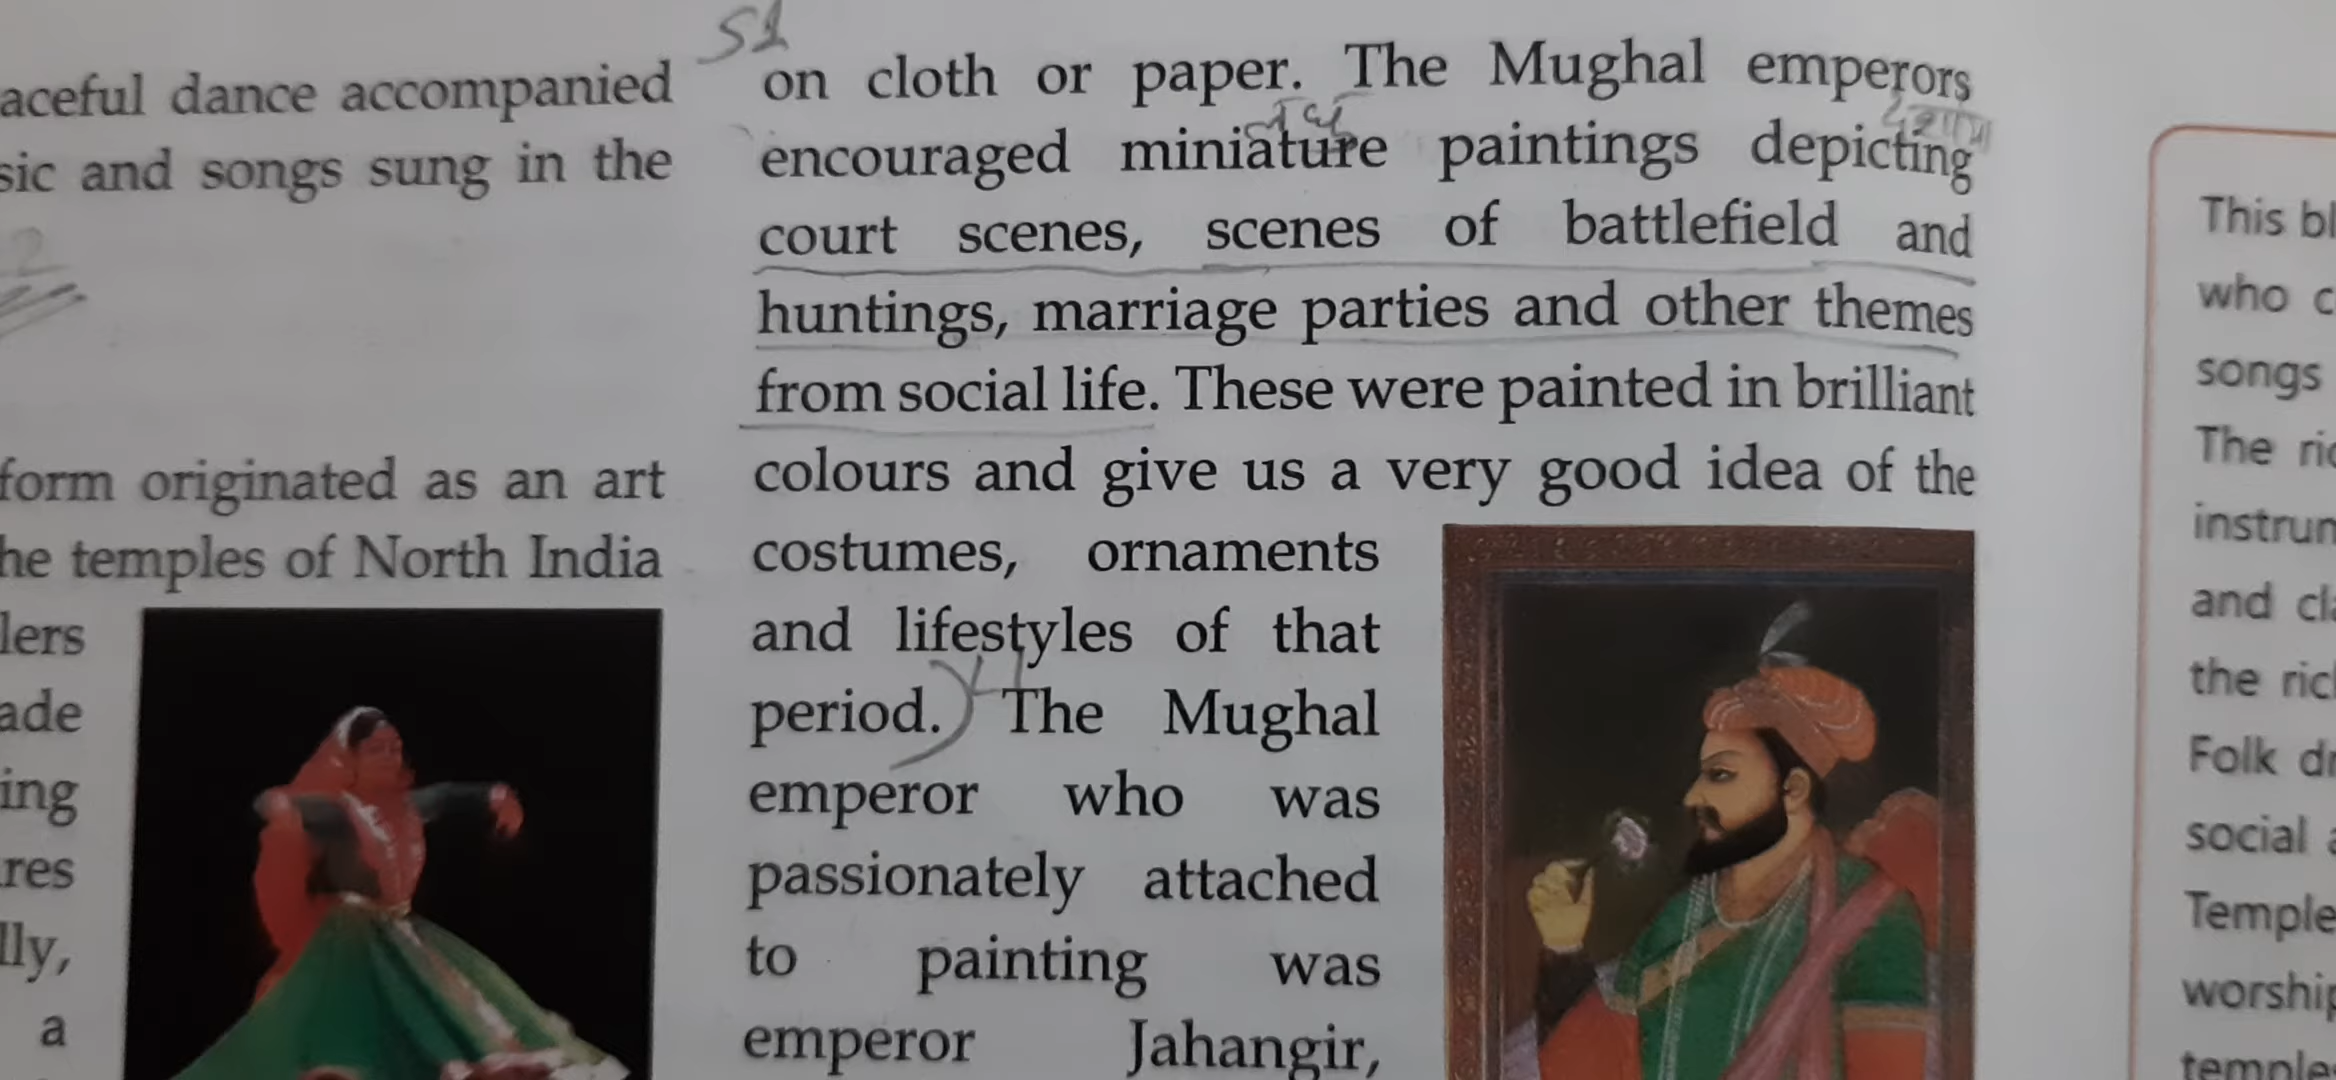 aceful dance accompanied
sic and songs sung in the
2
form originated as an art
he temples of North India
lers
ade
ing
res
lly,
a
S1
on cloth or paper. The Mughal emperors
encouraged miniature paintings depicting
court scenes, scenes of battlefield and
huntings, marriage parties and other themes
from social life. These were painted in brilliant
colours and give us a very good idea of the
costumes, ornaments
and lifestyles of that
period. The Mughal
emperor who was
passionately attached
to painting was
emperor Jahangir,
This bl
who c
songs
The ric
instrun
and cla
the rich
Folk dr
social a
Temple
worship
temple